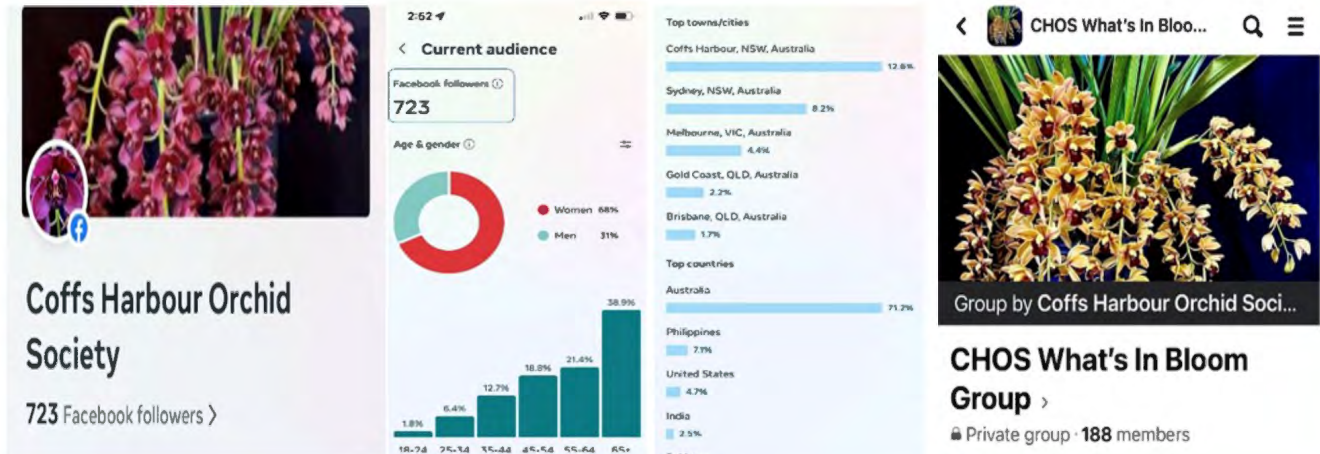 Coffs Harbour Orchid
Society
723 Facebook followers >
2:52
< Current audience
Facebook followers
723
Age & gender
Women 68%
Men 31%
1.8%
6.4%
12.7%
18.8%
21.4%
38.9%
18-24 25-34 35-44 45-54 55-64 65+
Top towns/cities
Coffs Harbour, NSW, Australia
12.6%
Sydney, NSW, Australia
8.2%
Melbourne, VIC, Australia
4.4%
Gold Coast, QLD, Australia
2.2%
Brisbane, QLD, Australia
1.7%
Top countries
Australia
71.2%
Philippines
7.1%
United States
4.7%
India
2.5%
CHOS What's In Bloo...
Group by Coffs Harbour Orchid Soci...
CHOS What's In Bloom
Group >
Private group · 188 members